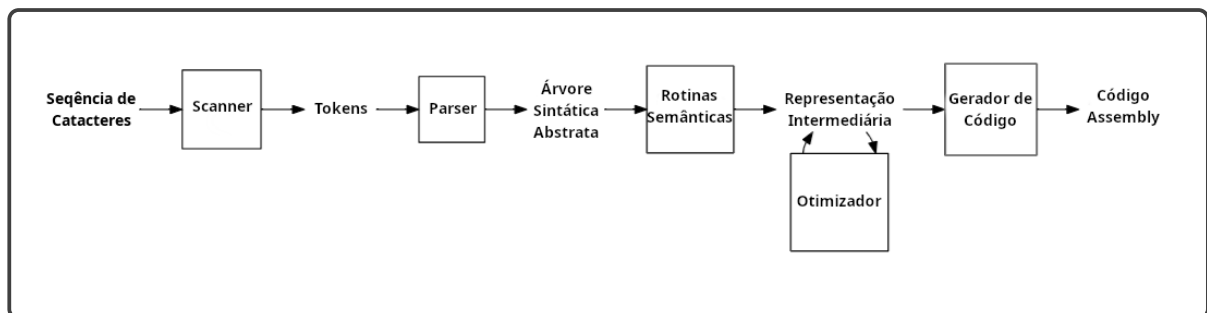 Seqência de
Catacteres
Scanner
Tokens
Parser
Árvore
Sintática
Abstrata
Rotinas
Semânticas
Representação
Intermediária
Otimizador
Gerador de
Código
Código
Assembly